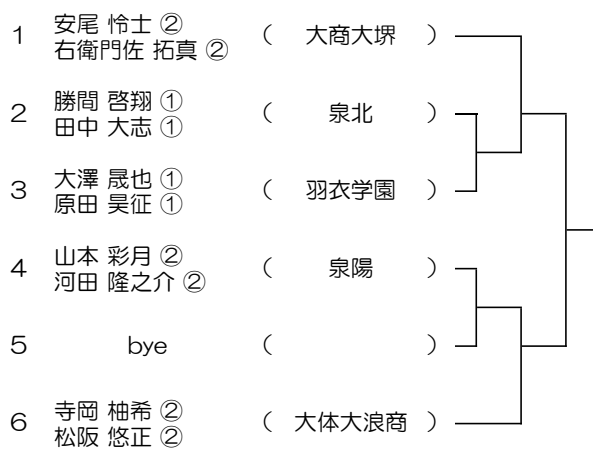 1 安尾 怜士 ② ( 大商大堺 )
右衛門佐 拓真 ②
2 勝間 啓翔 ① ( 泉北 )
田中 大志 ①
3 大澤 晟也 ① ( 羽衣学園 )
原田 昊征 ①
4 山本 彩月 ② ( 泉陽 )
河田 隆之介 ②
5 bye ( )
6 寺岡 柚希 ② ( 大体大浪商 )
松阪 悠正 ②